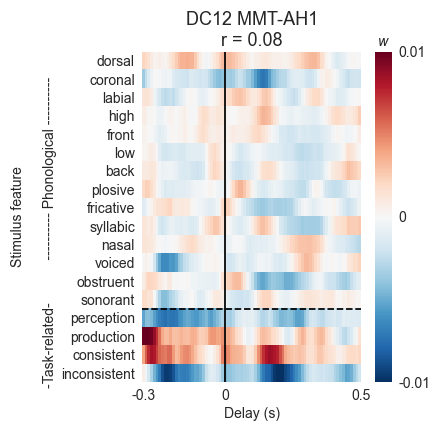 DC12 MMT-AH1
r = 0.08
w
dorsal
coronal
labial
high
front
low
back
plosive
fricative
syllabic
nasal
voiced
obstruent
sonorant
perception
production
consistent
inconsistent
Stimulus feature
-Task-related- ----------- Phonological -----------
0.01
0
-0.01
-0.3 0 0.5
Delay (s)